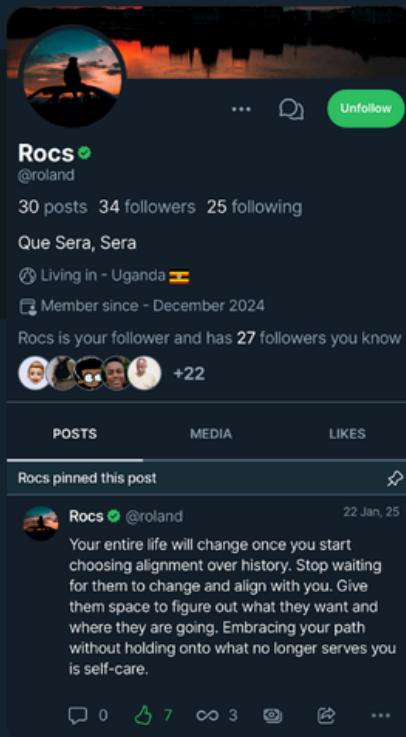 Unfollow
Rocs
@roland
30 posts 34 followers 25 following
Que Sera, Sera
Living in - Uganda
Member since - December 2024
Rocs is your follower and has 27 followers you know
+22
POSTS MEDIA LIKES
Rocs pinned this post
Rocs @roland 22 Jan, 25
Your entire life will change once you start
choosing alignment over history. Stop waiting
for them to change and align with you. Give
them space to figure out what they want and
where they are going. Embracing your path
without holding onto what no longer serves you
is self-care.
0 7 3